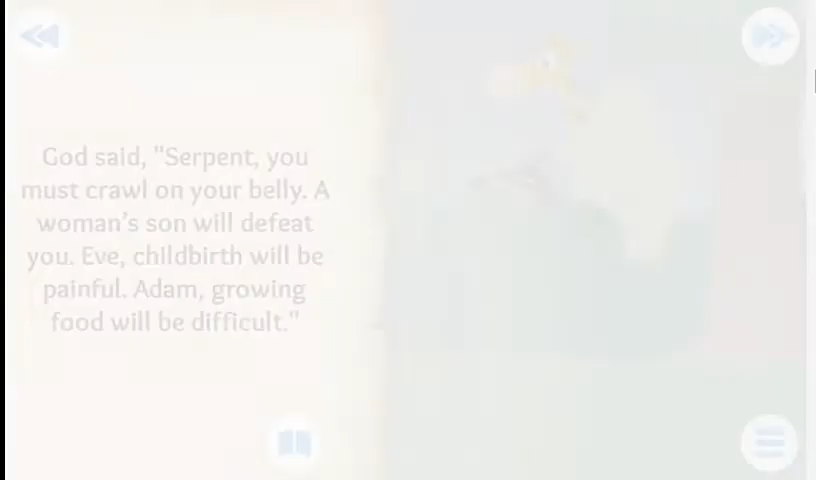 God said, "Serpent, you
must crawl on your belly. A
woman’s son will defeat
you. Eve, childbirth will be
painful. Adam, growing
food will be difficult."